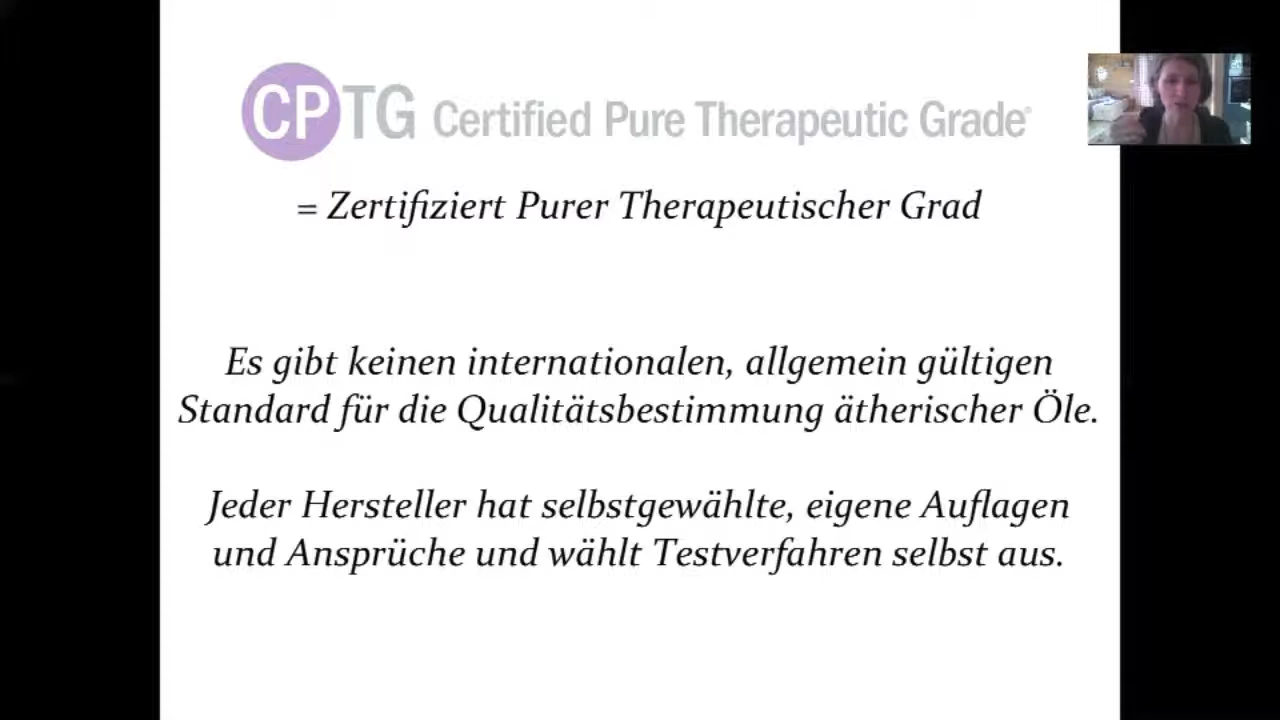 CPTG Certified Pure Therapeutic Grade®
= Zertifiziert Purer Therapeutischer Grad
Es gibt keinen internationalen, allgemein gültigen
Standard für die Qualitätsbestimmung ätherischer Öle.
Jeder Hersteller hat selbstgewählte, eigene Auflagen
und Ansprüche und wählt Testverfahren selbst aus.